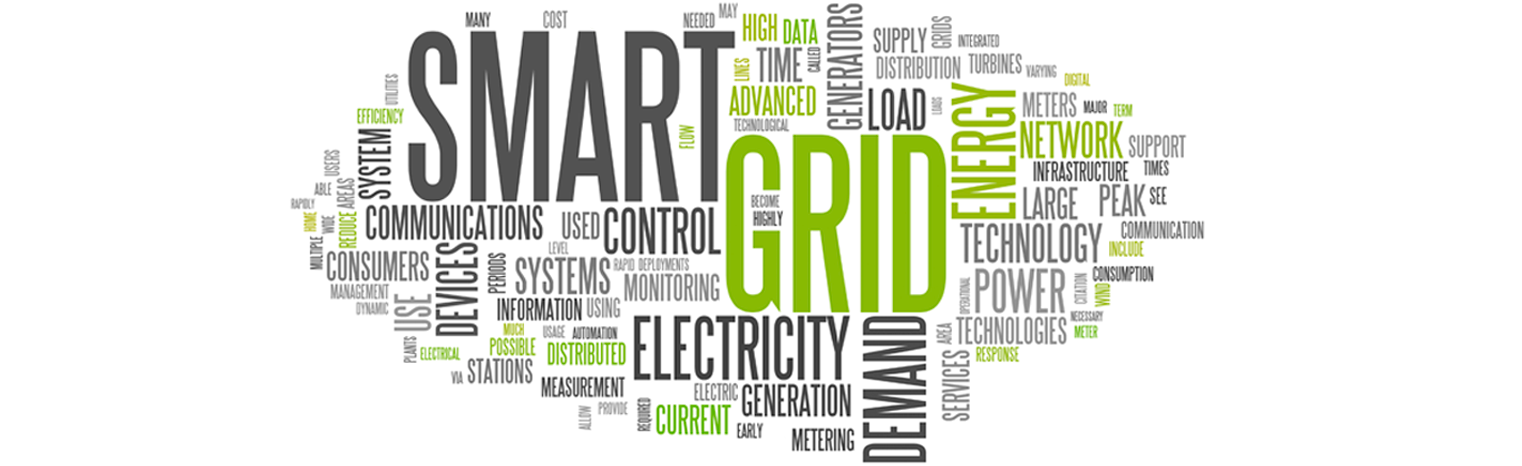 MANY
COST
NEEDED
MAY
HIGH
DATA
GENERATORS
SUPPLY
GRIDS
INTEGRATED
SMART
LINES
TIME
CALLED
DISTRIBUTION
TURBINES
VARYING
DIGITAL
UTILITIES
EFFICIENCY
ADVANCED
TECHNOLOGICAL
FLOW
LOAD
LOADS
ENERGY
METERS
MAJOR
TERM
SYSTEM
GRID
NETWORK
SUPPORT
USERS
INFRASTRUCTURE
TIMES
ABLE
AREAS
RAPIDLY
HOME
WIDE
REDUCE
BECOME
HIGHLY
LARGE
PEAK
SEE
COMMUNICATIONS
USED
CONTROL
TECHNOLOGY
COMMUNICATION
INCLUDE
MULTIPLE
CONSUMERS
DEVICES
PERIODS
LEVEL
SYSTEMS
RAPID
DEPLOYMENTS
MONITORING
OPERATIONAL
POWER
CITATION
WIND
CONSUMPTION
MANAGEMENT
DYNAMIC
USE
INFORMATION
USING
NECESSARY
METER
MUCH
USAGE
AUTOMATION
ELECTRICITY
DEMAND
AREA
TECHNOLOGIES
PLANTS
ELECTRICAL
POSSIBLE
DISTRIBUTED
SERVICES
RESPONSE
VIA
STATIONS
MEASUREMENT
ELECTRIC
GENERATION
ALLOW
PROVIDE
REQUIRED
CURRENT
EARLY
METERING